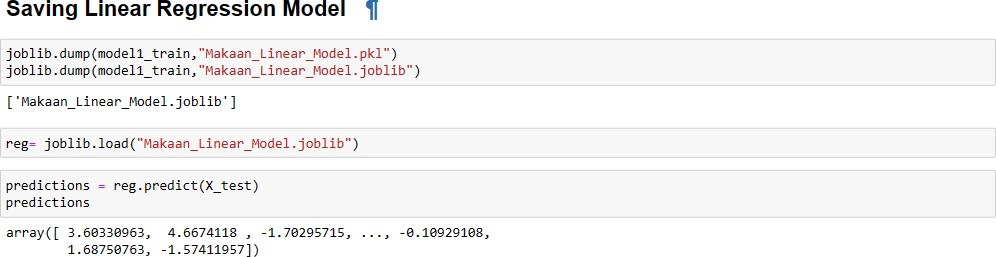 Saving Linear Regression Model ¶
joblib.dump(model1_train,"Makaan_Linear_Model.pkl")
joblib.dump(model1_train,"Makaan_Linear_Model.joblib")
['Makaan_Linear_Model.joblib']
reg= joblib.load("Makaan_Linear_Model.joblib")
predictions = reg.predict(X_test)
predictions
array([ 3.60330963,  4.6674118 , -1.70295715, ..., -0.10929108,
        1.68750763, -1.57411957])